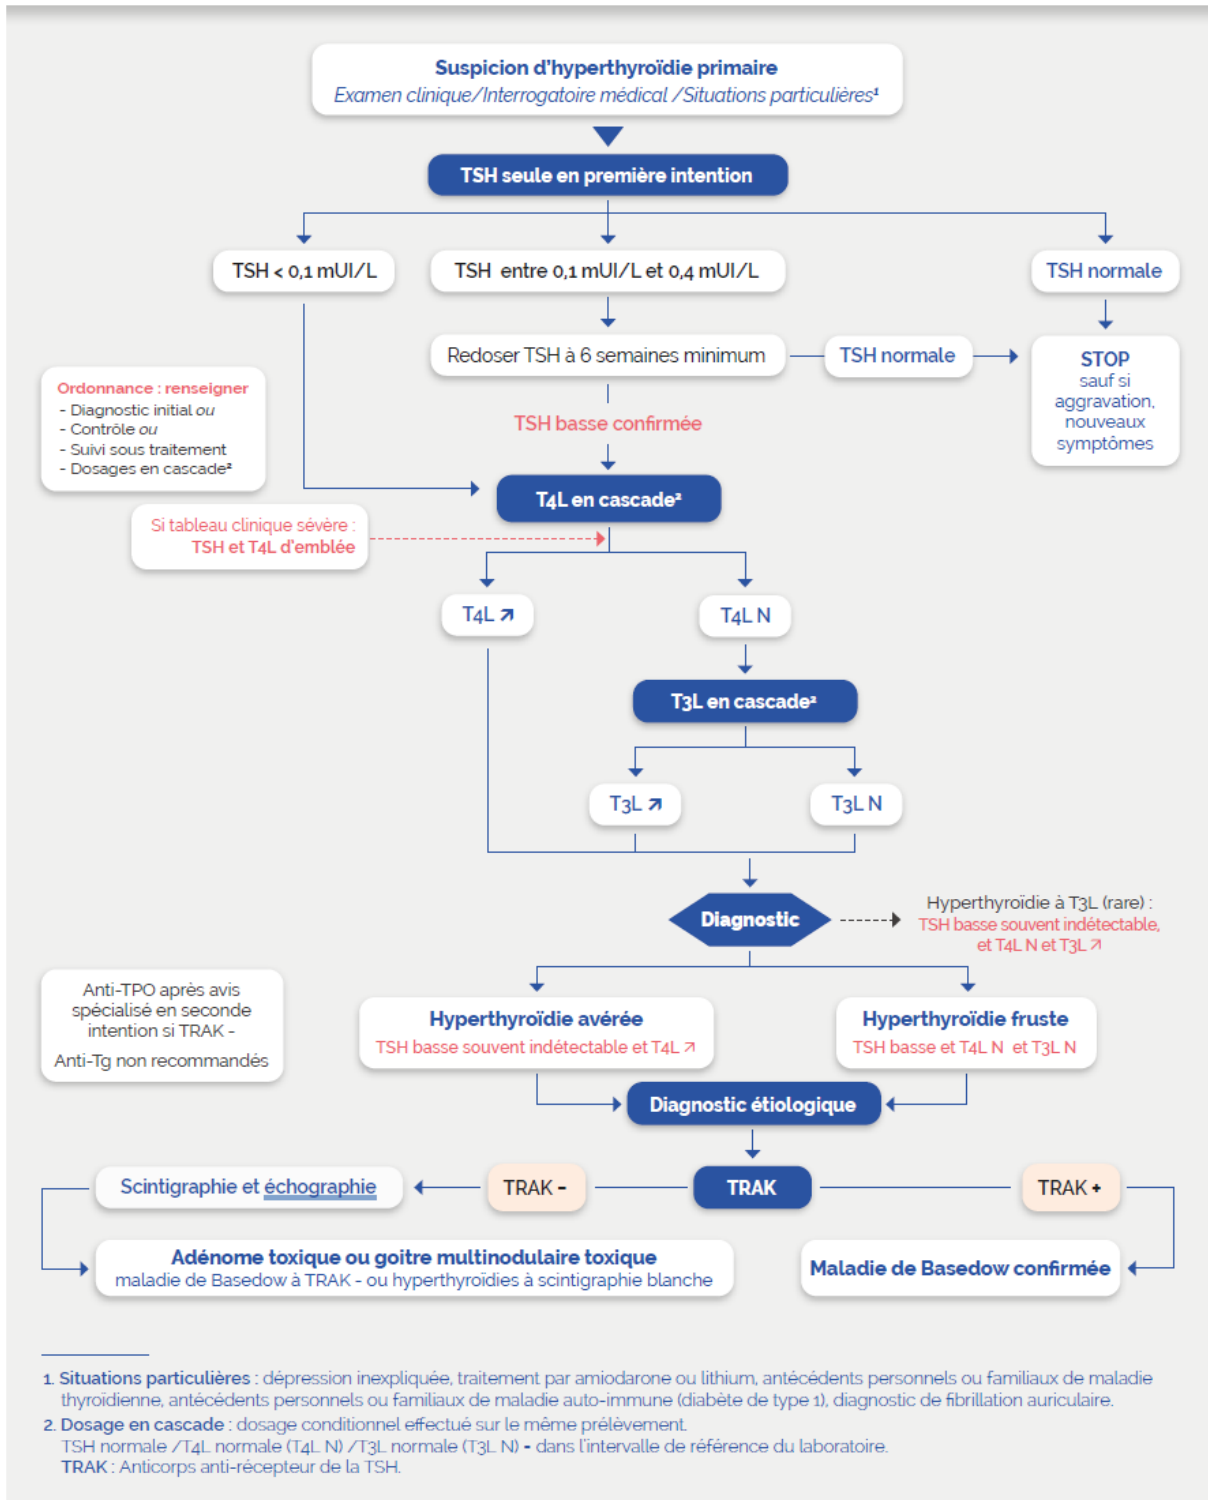 Suspicion d'hyperthyroïdie primaire
Examen clinique/Interrogatoire médical /Situations particulières¹
TSH seule en première intention
TSH < 0,1 mUI/L
TSH entre 0,1 mUI/L et 0,4 mUI/L
TSH normale
Redoser TSH à 6 semaines minimum
TSH normale
STOP
sauf si
aggravation,
nouveaux
symptômes
Ordonnance : renseigner
- Diagnostic initial ou
- Contrôle ou
- Suivi sous traitement
- Dosages en cascade²
TSH basse confirmée
T4L en cascade²
Si tableau clinique sévère :
TSH et T4L d'emblée
T4L ↗
T4L N
T3L en cascade²
T3L ↗
T3L N
Diagnostic
Hyperthyroïdie à T3L (rare) :
TSH basse souvent indétectable,
et T4L N et T3L ↗
Anti-TPO après avis
spécialisé en seconde
intention si TRAK -
Anti-Tg non recommandés
Hyperthyroïdie avérée
TSH basse souvent indétectable et T4L ↗
Hyperthyroïdie fruste
TSH basse et T4L N et T3L N
Diagnostic étiologique
Scintigraphie et échographie
TRAK -
TRAK
TRAK +
Adénome toxique ou goitre multinodulaire toxique
maladie de Basedow à TRAK - ou hyperthyroïdies à scintigraphie blanche
Maladie de Basedow confirmée
1. Situations particulières : dépression inexpliquée, traitement par amiodarone ou lithium, antécédents personnels ou familiaux de maladie
thyroïdienne, antécédents personnels ou familiaux de maladie auto-immune (diabète de type 1), diagnostic de fibrillation auriculaire.
2. Dosage en cascade : dosage conditionnel effectué sur le même prélèvement.
TSH normale /T4L normale (T4L N) /T3L normale (T3L N) = dans l'intervalle de référence du laboratoire.
TRAK : Anticorps anti-récepteur de la TSH.